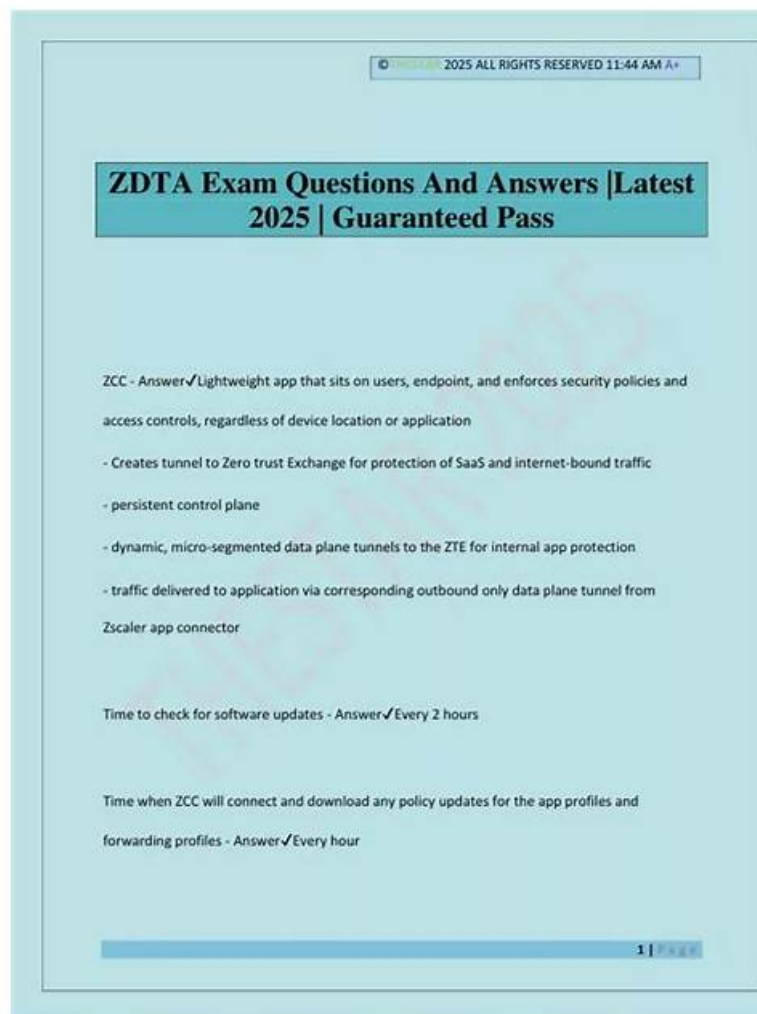 © THESTAR 2025 ALL RIGHTS RESERVED 11:44 AM A+
ZDTA Exam Questions And Answers |Latest
2025 | Guaranteed Pass
ZCC - Answer✓Lightweight app that sits on users, endpoint, and enforces security policies and
access controls, regardless of device location or application
- Creates tunnel to Zero trust Exchange for protection of SaaS and internet-bound traffic
- persistent control plane
- dynamic, micro-segmented data plane tunnels to the ZTE for internal app protection
- traffic delivered to application via corresponding outbound only data plane tunnel from
Zscaler app connector
Time to check for software updates - Answer✓Every 2 hours
Time when ZCC will connect and download any policy updates for the app profiles and
forwarding profiles - Answer✓Every hour
THESTAR 2025
1 | Page